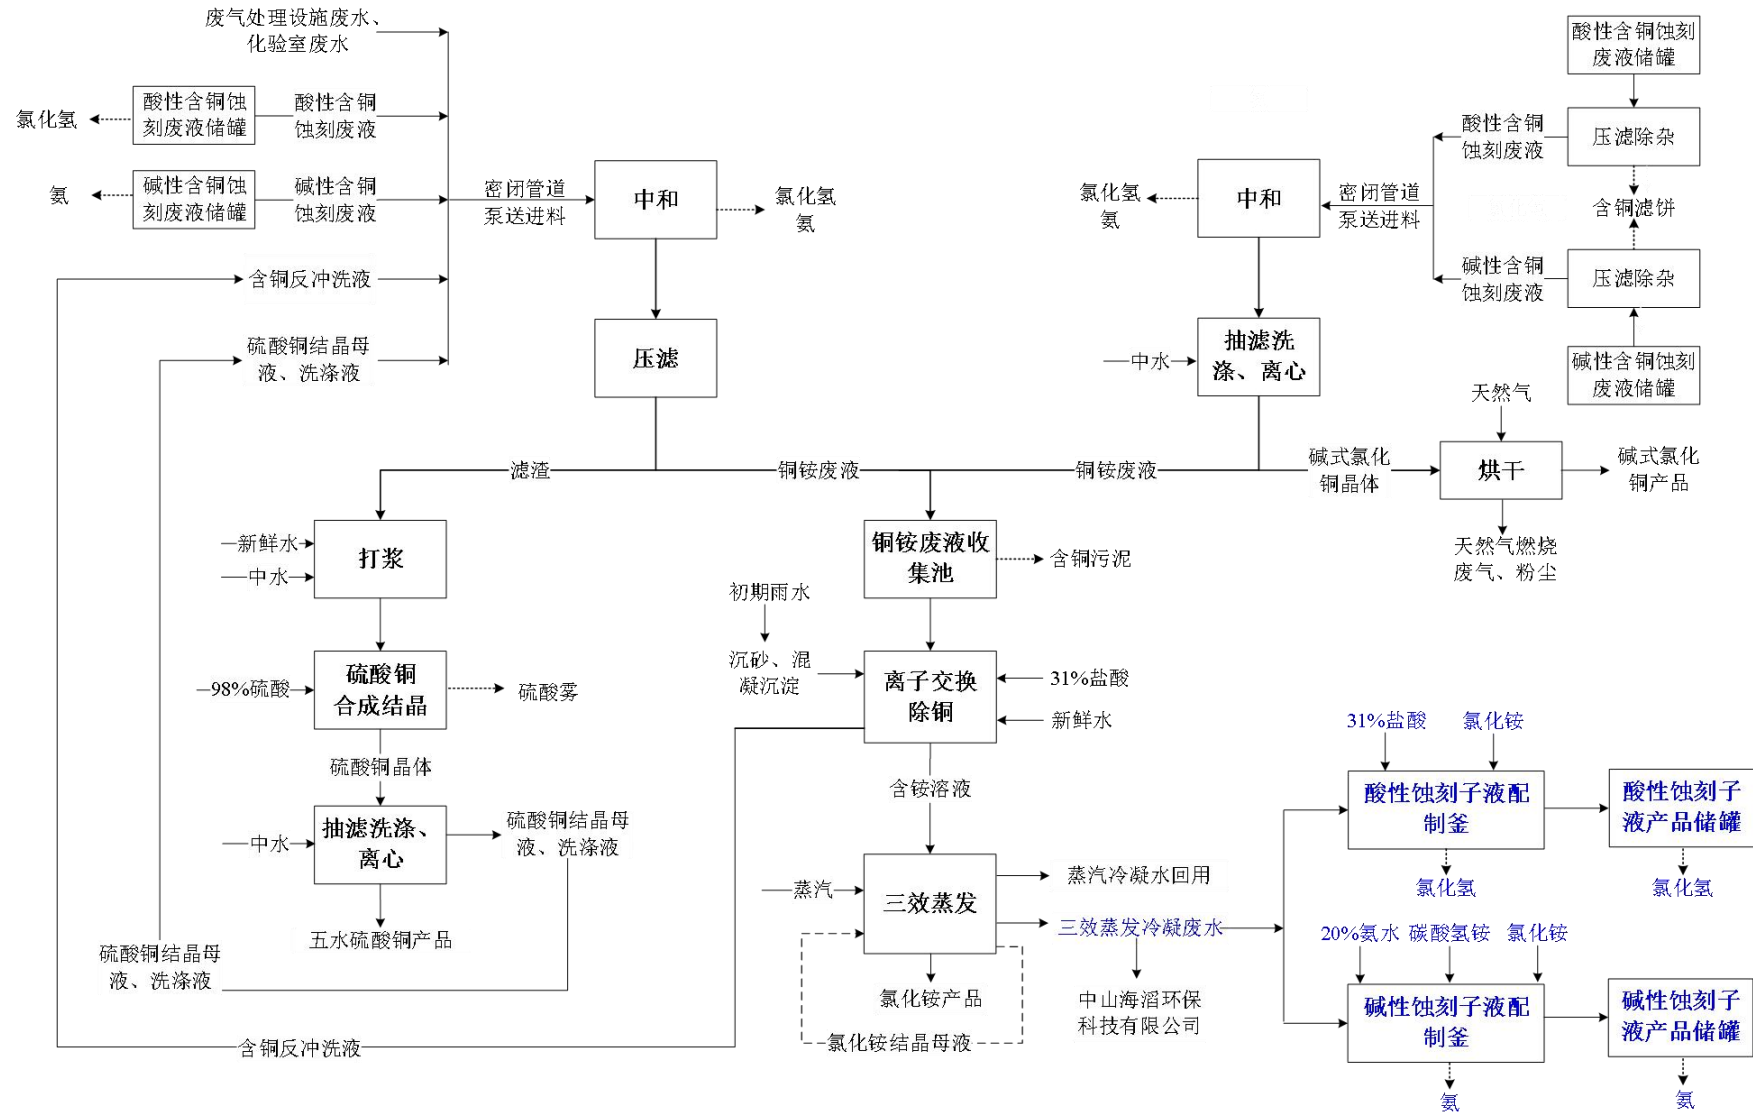 废气处理设施废水、
化验室废水
酸性含铜蚀刻
废液储罐
氯化氢
酸性含铜蚀
刻废液储罐
酸性含铜
蚀刻废液
氨
碱性含铜蚀
刻废液储罐
碱性含铜
蚀刻废液
密闭管道
泵送进料
中和
氯化氢
氨
氯化氢
氨
中和
密闭管道
泵送进料
酸性含铜
蚀刻废液
压滤除杂
含铜滤饼
碱性含铜
蚀刻废液
压滤除杂
碱性含铜蚀刻
废液储罐
含铜反冲洗液
硫酸铜结晶母
液、洗涤液
压滤
中水
抽滤洗
涤、离心
天然气
滤渣
铜铵废液
铜铵废液
碱式氯化
铜晶体
烘干
碱式氯化
铜产品
天然气燃烧
废气、粉尘
新鲜水
中水
打浆
铜铵废液收
集池
含铜污泥
初期雨水
沉砂、混
凝沉淀
98%硫酸
硫酸铜
合成结晶
硫酸雾
离子交换
除铜
31%盐酸
新鲜水
硫酸铜晶体
含铵溶液
中水
抽滤洗涤、
离心
硫酸铜结晶母
液、洗涤液
五水硫酸铜产品
硫酸铜结晶母
液、洗涤液
蒸汽
三效蒸发
蒸汽冷凝水回用
三效蒸发冷凝废水
氯化铵产品
氯化铵结晶母液
中山海滔环保
科技有限公司
含铜反冲洗液
31%盐酸
氯化铵
酸性蚀刻子液配
制釜
酸性蚀刻子
液产品储罐
氯化氢
氯化氢
20%氨水
碳酸氢铵
氯化铵
碱性蚀刻子液配
制釜
碱性蚀刻子
液产品储罐
氨
氨